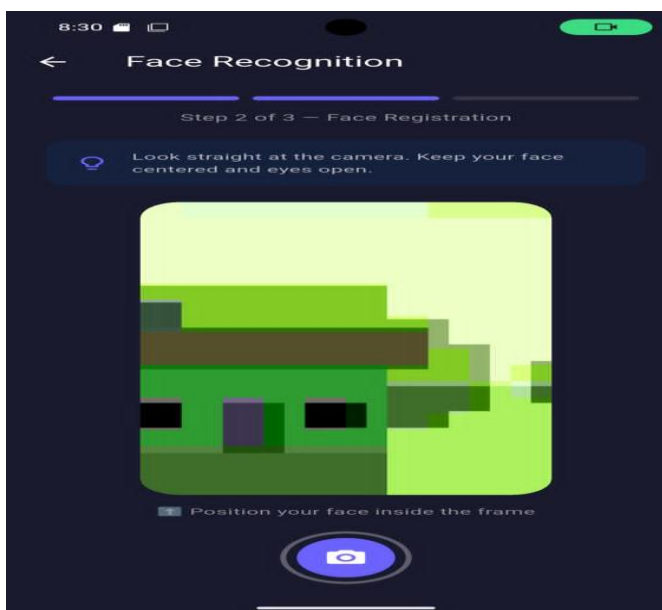 8:30
Face Recognition
Step 2 of 3 — Face Registration
Look straight at the camera. Keep your face
centered and eyes open.
Position your face inside the frame